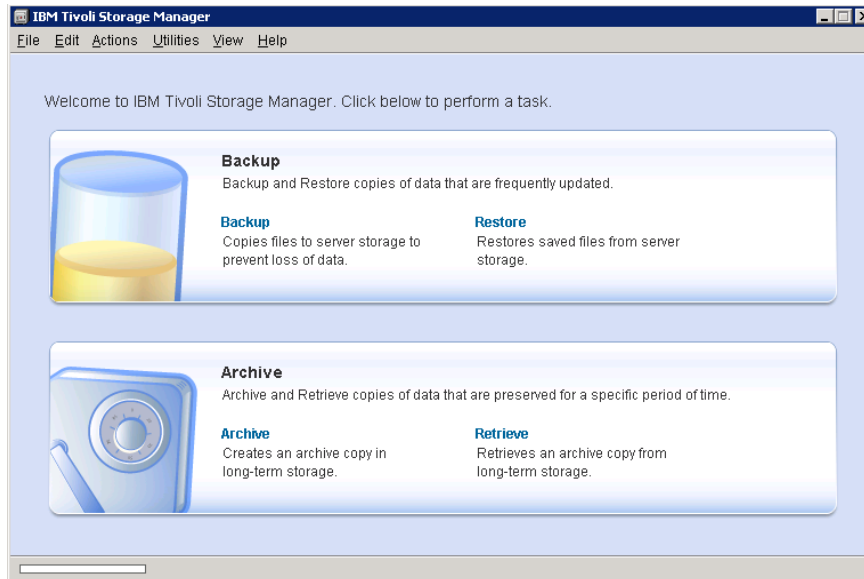 IBM Tivoli Storage Manager
File Edit Actions Utilities View Help
Welcome to IBM Tivoli Storage Manager. Click below to perform a task.
Backup
Backup and Restore copies of data that are frequently updated.
Backup
Copies files to server storage to
prevent loss of data.
Restore
Restores saved files from server
storage.
Archive
Archive and Retrieve copies of data that are preserved for a specific period of time.
Archive
Creates an archive copy in
long-term storage.
Retrieve
Retrieves an archive copy from
long-term storage.